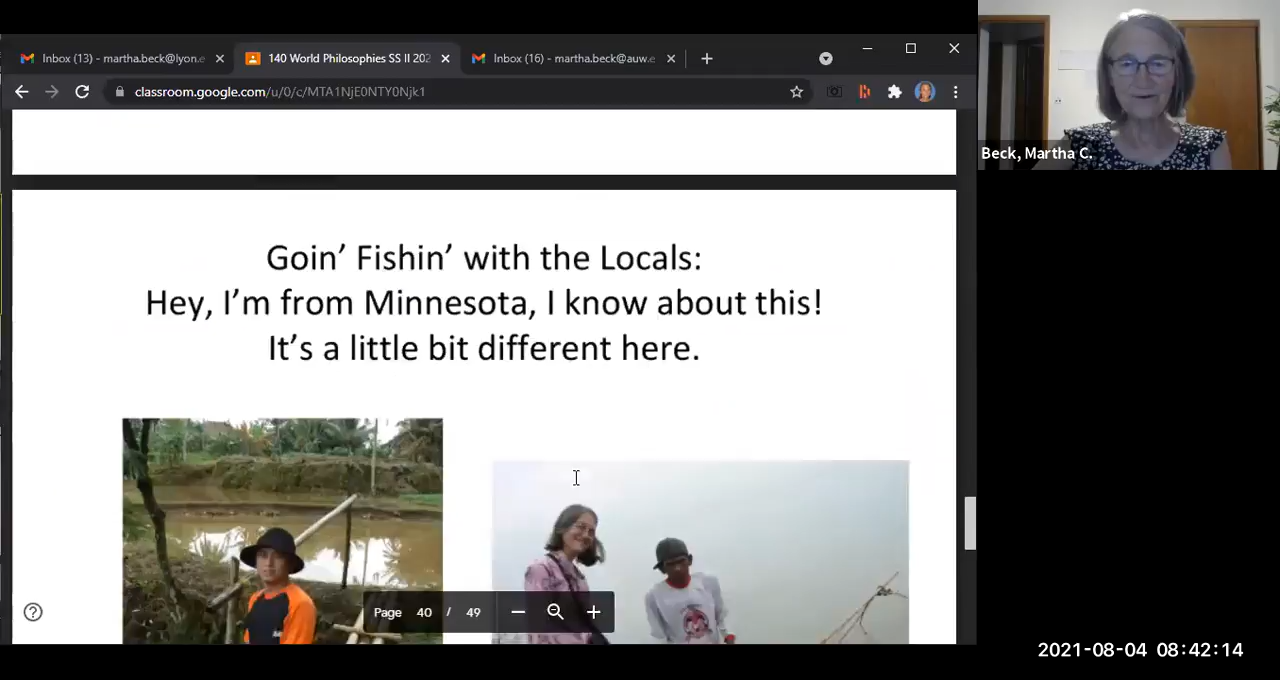 Inbox (13) - martha.beck@lyon.e
140 World Philosophies SS II 202
Inbox (16) - martha.beck@auw.e
classroom.google.com/u/0/c/MTA1NjE0NTY0Njk1
Beck, Martha C.
Goin’ Fishin’ with the Locals:
Hey, I’m from Minnesota, I know about this!
It’s a little bit different here.
Page 40 / 49
2021-08-04 08:42:14